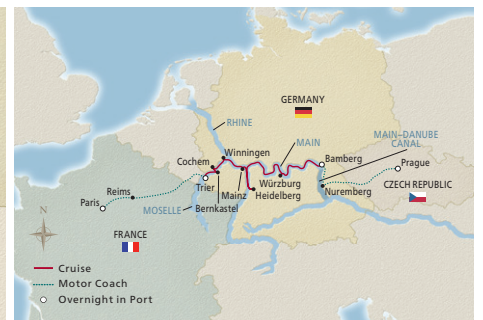 GERMANY
RHINE
MAIN
MAIN–DANUBE
CANAL
Winningen
Cochem
Bamberg
Prague
Trier
Würzburg
CZECH REPUBLIC
Reims
Mainz
Heidelberg
Nuremberg
Paris
MOSELLE
Bernkastel
N
FRANCE
Cruise
Motor Coach
Overnight in Port